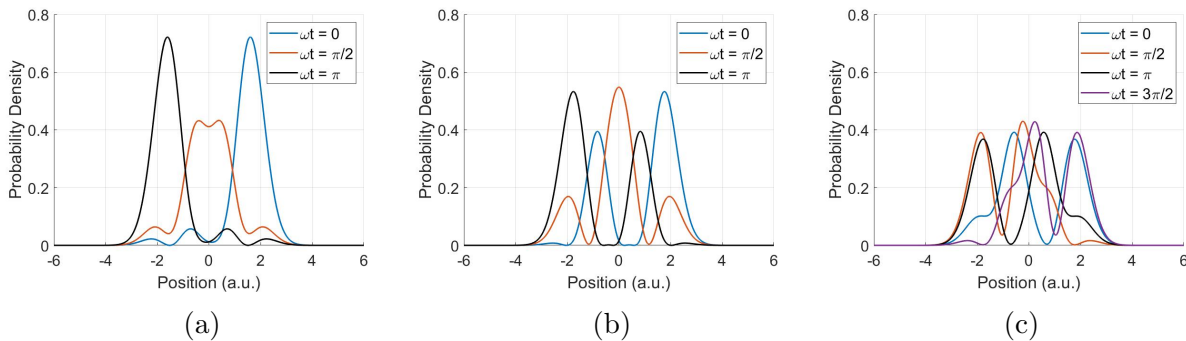 0.8
0.6
0.4
0.2
0
Probability Density
-6 -4 -2 0 2 4 6
Position (a.u.)
ωt = 0
ωt = π/2
ωt = π
(a)
0.8
0.6
0.4
0.2
0
Probability Density
-6 -4 -2 0 2 4 6
Position (a.u.)
ωt = 0
ωt = π/2
ωt = π
(b)
0.8
0.6
0.4
0.2
0
Probability Density
-6 -4 -2 0 2 4 6
Position (a.u.)
ωt = 0
ωt = π/2
ωt = π
ωt = 3π/2
(c)